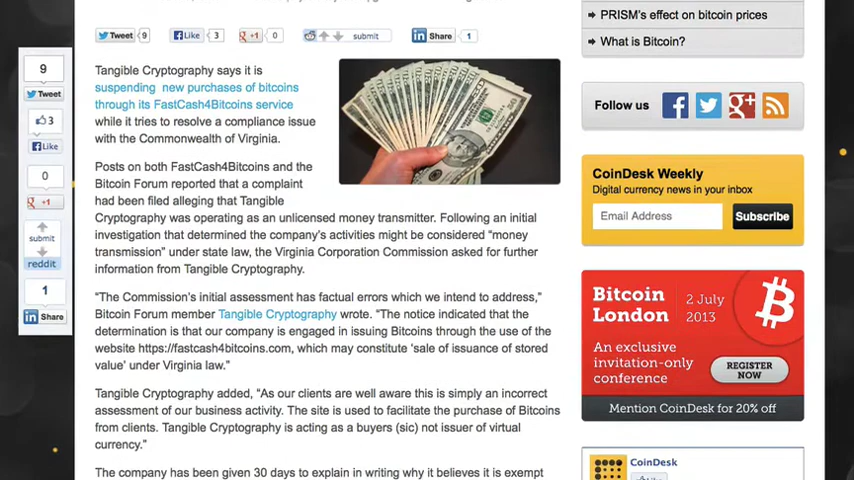 Tweet 9
Like 3
+1 0
submit
Share 1
9
Tweet
3
Like
0
+1
submit
reddit
1
Share
Tangible Cryptography says it is
suspending new purchases of bitcoins
through its FastCash4Bitcoins service
while it tries to resolve a compliance issue
with the Commonwealth of Virginia.
Posts on both FastCash4Bitcoins and the
Bitcoin Forum reported that a complaint
had been filed alleging that Tangible
Cryptography was operating as an unlicensed money transmitter. Following an initial
investigation that determined the company's activities might be considered "money
transmission" under state law, the Virginia Corporation Commission asked for further
information from Tangible Cryptography.
"The Commission's initial assessment has factual errors which we intend to address,"
Bitcoin Forum member Tangible Cryptography wrote. "The notice indicated that the
determination is that our company is engaged in issuing Bitcoins through the use of the
website https://fastcash4bitcoins.com, which may constitute 'sale of issuance of stored
value' under Virginia law."
Tangible Cryptography added, "As our clients are well aware this is simply an incorrect
assessment of our business activity. The site is used to facilitate the purchase of Bitcoins
from clients. Tangible Cryptography is acting as a buyers (sic) not issuer of virtual
currency."
The company has been given 30 days to explain in writing why it believes it is exempt
PRISM's effect on bitcoin prices
What is Bitcoin?
Follow us
CoinDesk Weekly
Digital currency news in your inbox
Email Address
Subscribe
Bitcoin
London
2 July
2013
An exclusive
invitation-only
conference
REGISTER
NOW
Mention CoinDesk for 20% off
CoinDesk
Like